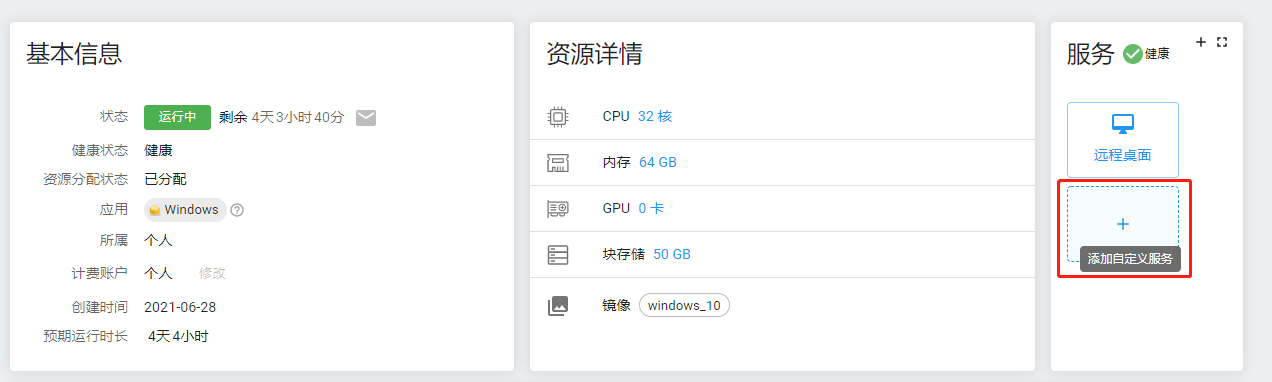 基本信息
状态 运行中 剩余 4天3小时40分
健康状态 健康
资源分配状态 已分配
应用 Windows
所属 个人
计费账户 个人 修改
创建时间 2021-06-28
预期运行时长 4天4小时
资源详情
CPU 32 核
内存 64 GB
GPU 0 卡
块存储 50 GB
镜像 windows_10
服务 健康
远程桌面
添加自定义服务